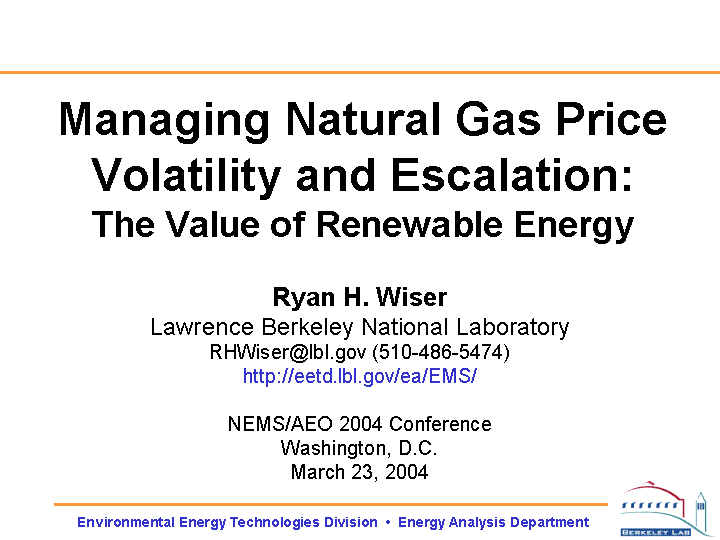 Managing Natural Gas Price
Volatility and Escalation:
The Value of Renewable Energy
Ryan H. Wiser
Lawrence Berkeley National Laboratory
RHWiser@lbl.gov (510-486-5474)
http://eetd.lbl.gov/ea/EMS/
NEMS/AEO 2004 Conference
Washington, D.C.
March 23, 2004
Environmental Energy Technologies Division • Energy Analysis Department
BERKELEY LAB